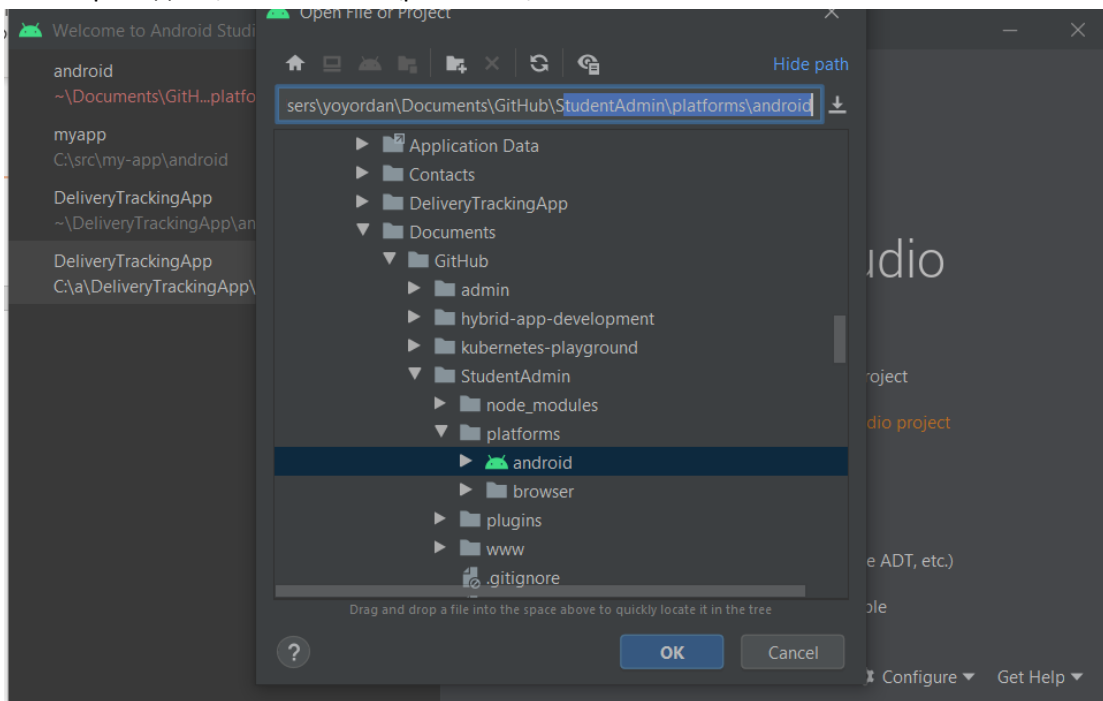 Welcome to Android Studi
android
~\Documents\GitH...platfo
myapp
C:\src\my-app\android
DeliveryTrackingApp
~\DeliveryTrackingApp\an
DeliveryTrackingApp
C:\a\DeliveryTrackingApp\
Open File or Project
Hide path
sers\yoyordan\Documents\GitHub\StudentAdmin\platforms\android
Application Data
Contacts
DeliveryTrackingApp
Documents
GitHub
admin
hybrid-app-development
kubernetes-playground
StudentAdmin
node_modules
platforms
android
browser
plugins
www
.gitignore
Drag and drop a file into the space above to quickly locate it in the tree
?
OK
Cancel
udio
roject
dio project
e ADT, etc.)
ple
Configure
Get Help